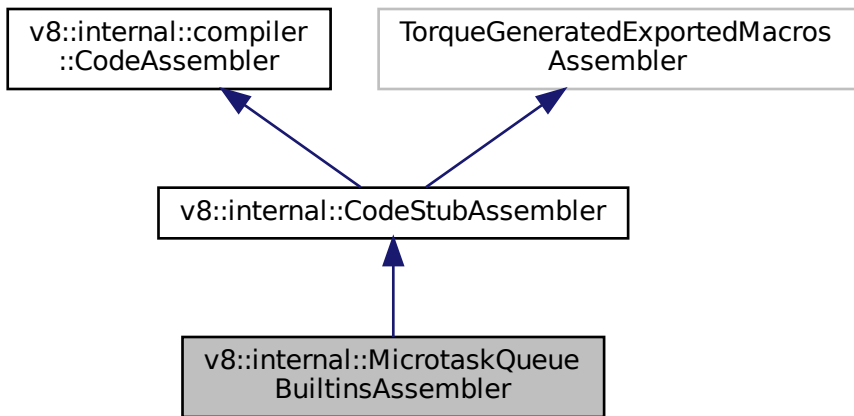 v8::internal::compiler
::CodeAssembler
TorqueGeneratedExportedMacros
Assembler
v8::internal::CodeStubAssembler
v8::internal::MicrotaskQueue
BuiltinsAssembler